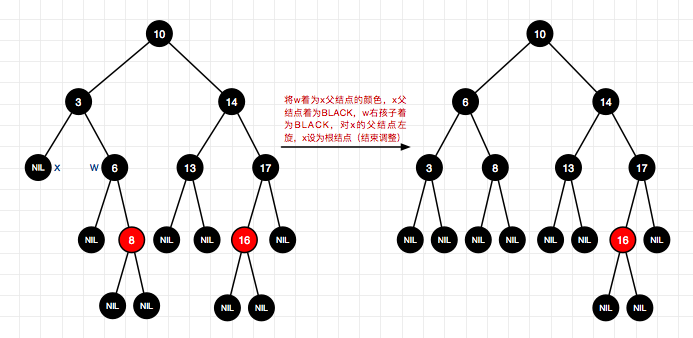 10
10
3
14
6
14
将w着为x父结点的颜色，x父
结点着为BLACK，w右孩子着
为BLACK，对x的父结点左
旋，x设为根结点（结束调整）
NIL x w 6 13 17
3 8 13 17
NIL 8 NIL NIL 16 NIL
NIL NIL NIL NIL NIL NIL 16 NIL
NIL NIL NIL NIL
NIL NIL